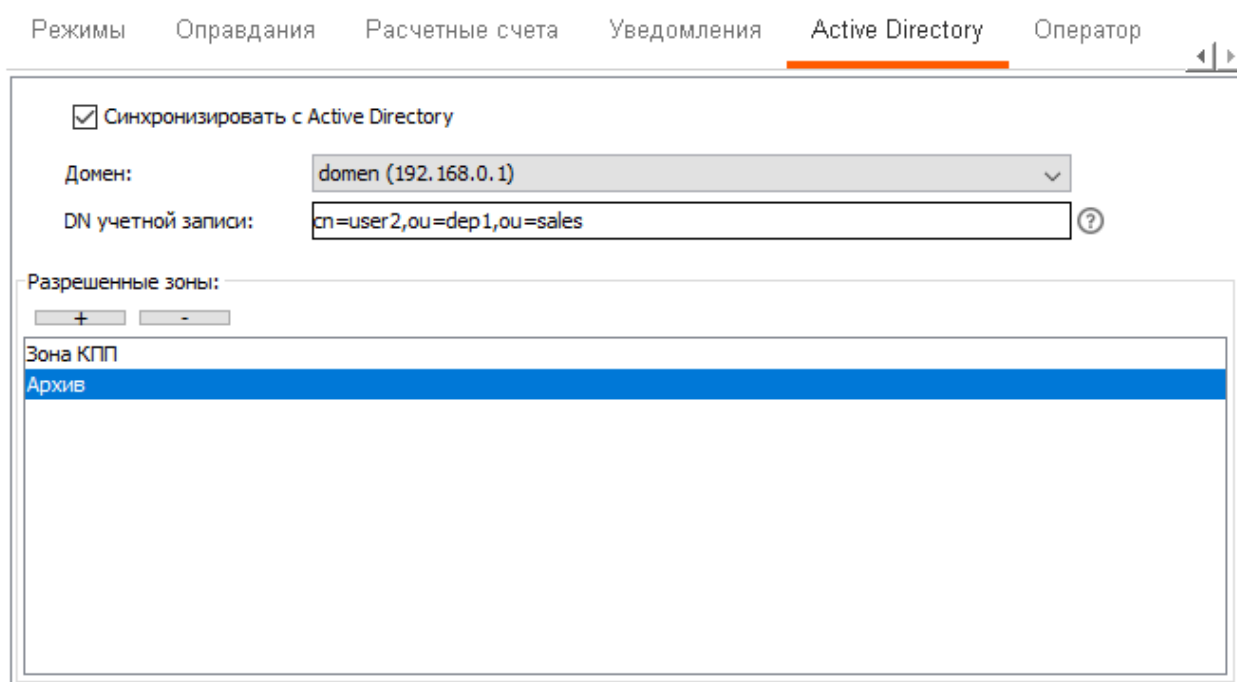 Режимы Оправдания Расчетные счета Уведомления Active Directory Оператор
Синхронизировать с Active Directory
Домен: domen (192.168.0.1)
DN учетной записи: cn=user2,ou=dep1,ou=sales ?
Разрешенные зоны:
+ -
Зона КПП
Архив